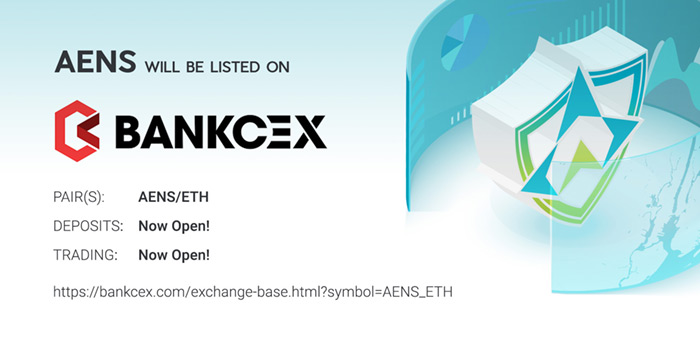 AENS WILL BE LISTED ON
BANKCEX
PAIR(S): AENS/ETH
DEPOSITS: Now Open!
TRADING: Now Open!
https://bankcex.com/exchange-base.html?symbol=AENS_ETH